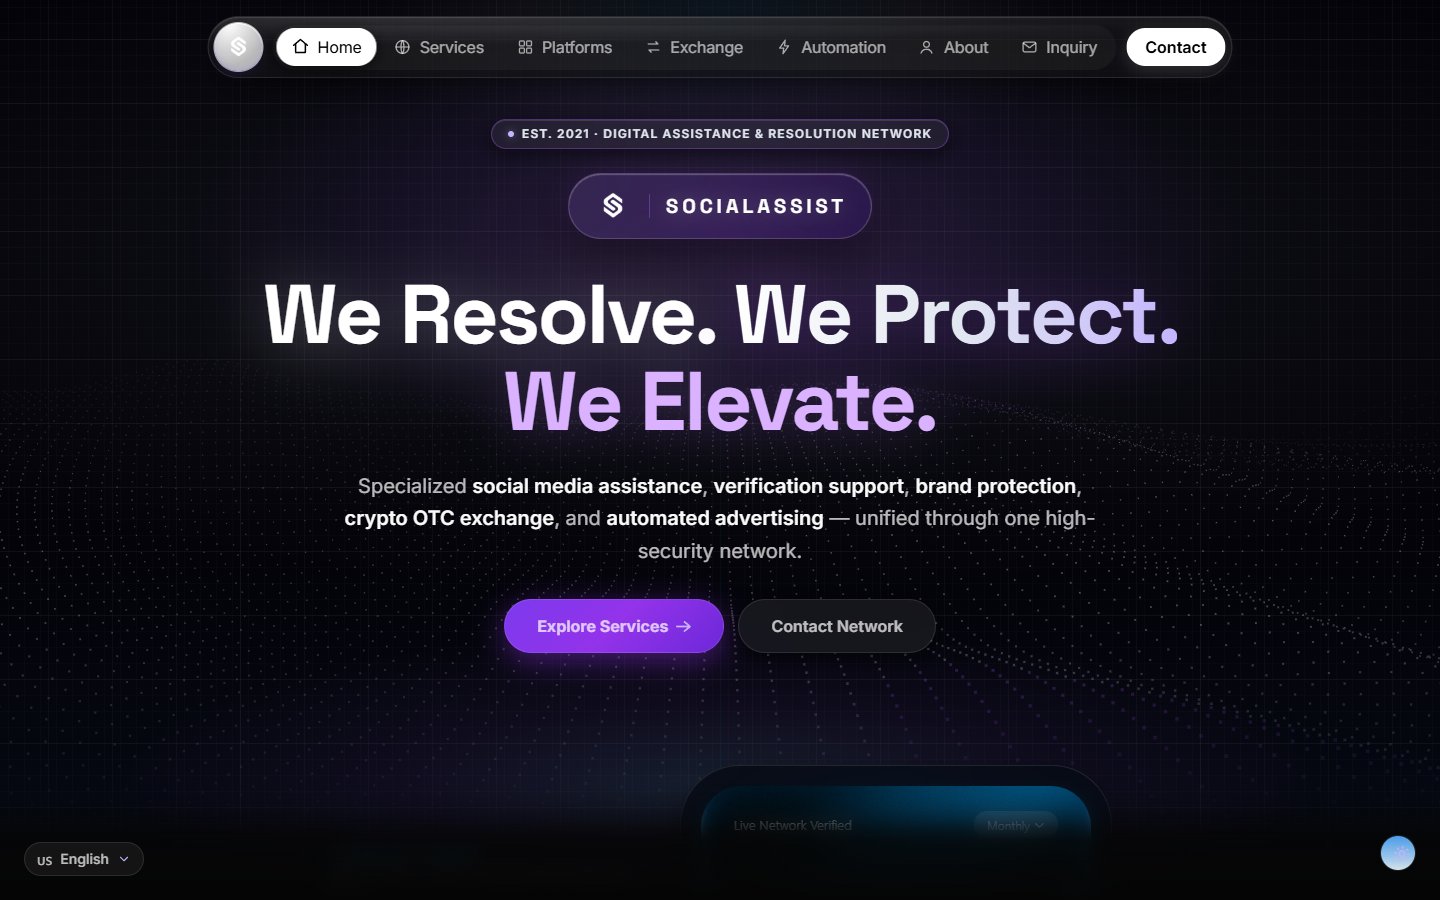 Home
Services
Platforms
Exchange
Automation
About
Inquiry
Contact
EST. 2021 · DIGITAL ASSISTANCE & RESOLUTION NETWORK
SOCIALASSIST
We Resolve. We Protect.
We Elevate.
Specialized social media assistance, verification support, brand protection,
crypto OTC exchange, and automated advertising — unified through one high-
security network.
Explore Services →
Contact Network
Live Network Verified
Monthly
US English